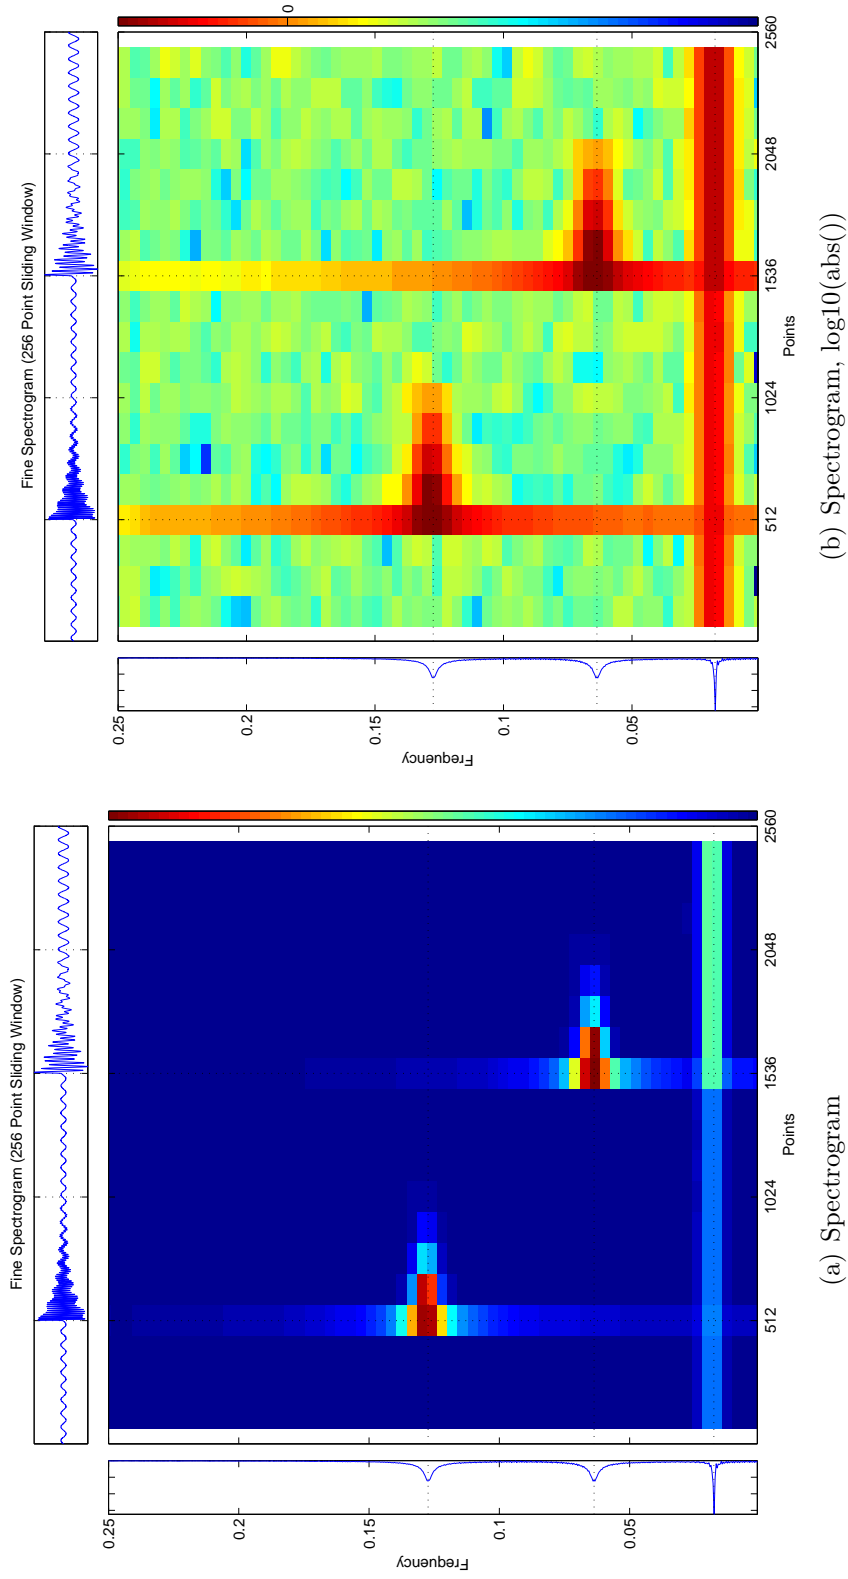 Fine Spectrogram (256 Point Sliding Window)
0.25
0.2
0.15
0.1
0.05
Frequency
512
1024
1536
2048
2560
Points
(a) Spectrogram
Fine Spectrogram (256 Point Sliding Window)
0
0.25
0.2
0.15
0.1
0.05
Frequency
512
1024
1536
2048
2560
Points
(b) Spectrogram, log10(abs())